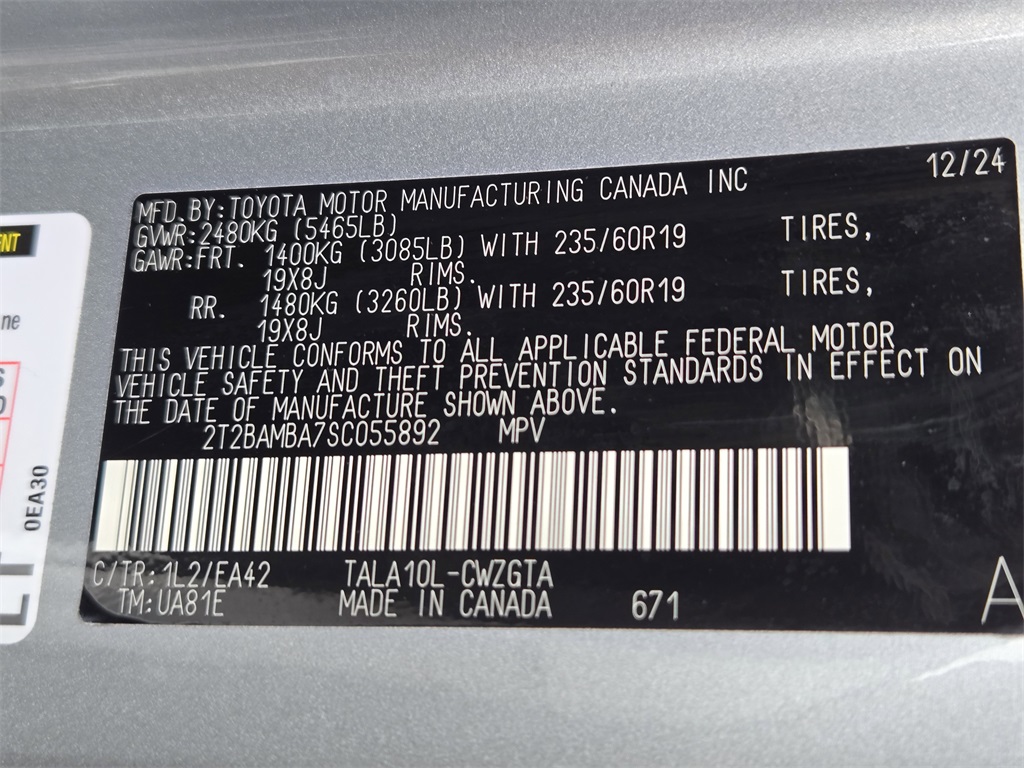 12/24
MFD.BY:TOYOTA MOTOR MANUFACTURING CANADA INC
GVWR:2480KG (5465LB)
GAWR:FRT. 1400KG (3085LB) WITH 235/60R19 TIRES,
19X8J RIMS.
RR. 1480KG (3260LB) WITH 235/60R19 TIRES,
19X8J RIMS.
THIS VEHICLE CONFORMS TO ALL APPLICABLE FEDERAL MOTOR
VEHICLE SAFETY AND THEFT PREVENTION STANDARDS IN EFFECT ON
THE DATE OF MANUFACTURE SHOWN ABOVE.
2T2BAMBA7SC055892 MPV
C/TR:1L2/EA42 TALA10L-CWZGTA
TM:UA81E MADE IN CANADA 671
A
0EA30